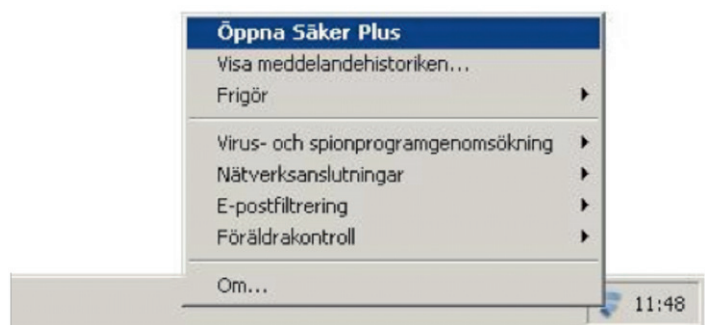 Öppna Säker Plus
Visa meddelandehistoriken...
Frigör
Virus- och spionprogramgenomsökning
Nätverksanslutningar
E-postfiltrering
Föräldrakontroll
Om...
11:48